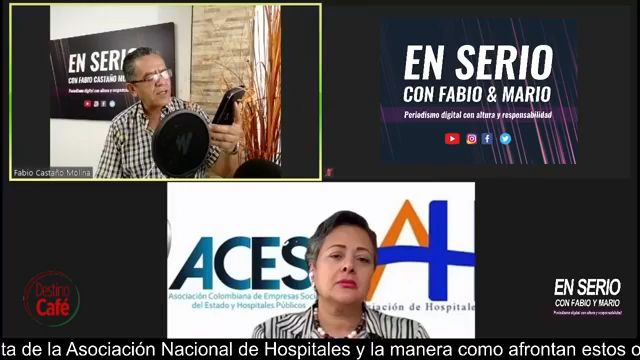 EN SERIO
CON FABIO CASTAÑO M
Periodismo digital con altura y responsabilidad
Fabio Castaño Molina
EN SERIO
CON FABIO & MARIO
Periodismo digital con altura y responsabilidad
ACES
Asociación Colombiana de Empresas Soc
del Estado y Hospitales Públicos
AH
ciación de Hospitales
Destino
Café
EN SERIO
CON FABIO Y MARIO
Periodismo digital con altura y responsabilidad
ta de la Asociación Nacional de Hospitales y la manera como afrontan estos c